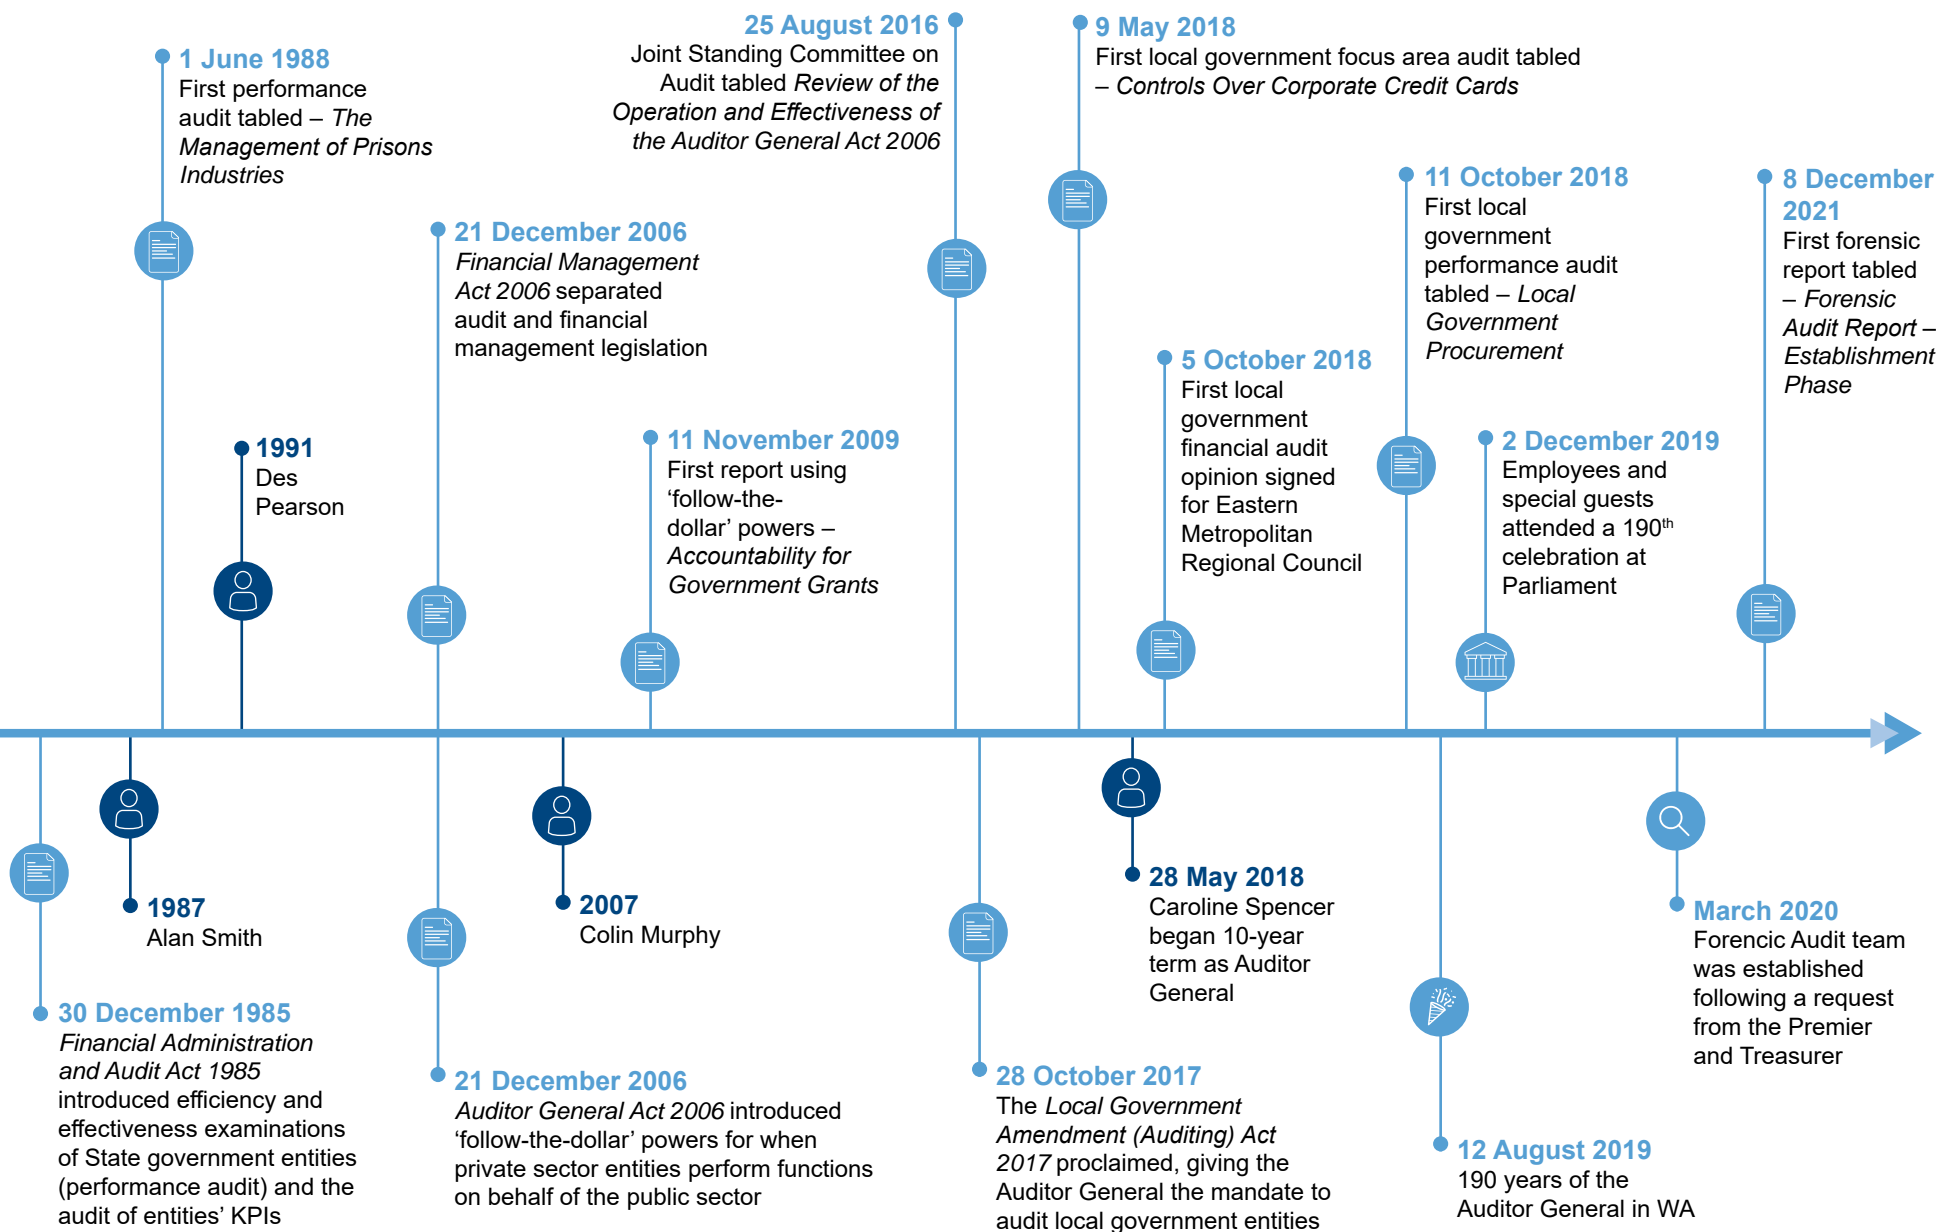 1 June 1988
First performance
audit tabled – The
Management of Prisons
Industries
25 August 2016
Joint Standing Committee on
Audit tabled Review of the
Operation and Effectiveness of
the Auditor General Act 2006
9 May 2018
First local government focus area audit tabled
– Controls Over Corporate Credit Cards
21 December 2006
Financial Management
Act 2006 separated
audit and financial
management legislation
11 October 2018
First local
government
performance audit
tabled – Local
Government
Procurement
8 December
2021
First forensic
report tabled
– Forensic
Audit Report –
Establishment
Phase
1991
Des
Pearson
11 November 2009
First report using
‘follow-the-
dollar’ powers –
Accountability for
Government Grants
5 October 2018
First local
government
financial audit
opinion signed
for Eastern
Metropolitan
Regional Council
2 December 2019
Employees and
special guests
attended a 190th
celebration at
Parliament
1987
Alan Smith
2007
Colin Murphy
28 May 2018
Caroline Spencer
began 10-year
term as Auditor
General
March 2020
Forencic Audit team
was established
following a request
from the Premier
and Treasurer
30 December 1985
Financial Administration
and Audit Act 1985
introduced efficiency and
effectiveness examinations
of State government entities
(performance audit) and the
audit of entities’ KPIs
21 December 2006
Auditor General Act 2006 introduced
‘follow-the-dollar’ powers for when
private sector entities perform functions
on behalf of the public sector
28 October 2017
The Local Government
Amendment (Auditing) Act
2017 proclaimed, giving the
Auditor General the mandate to
audit local government entities
12 August 2019
190 years of the
Auditor General in WA